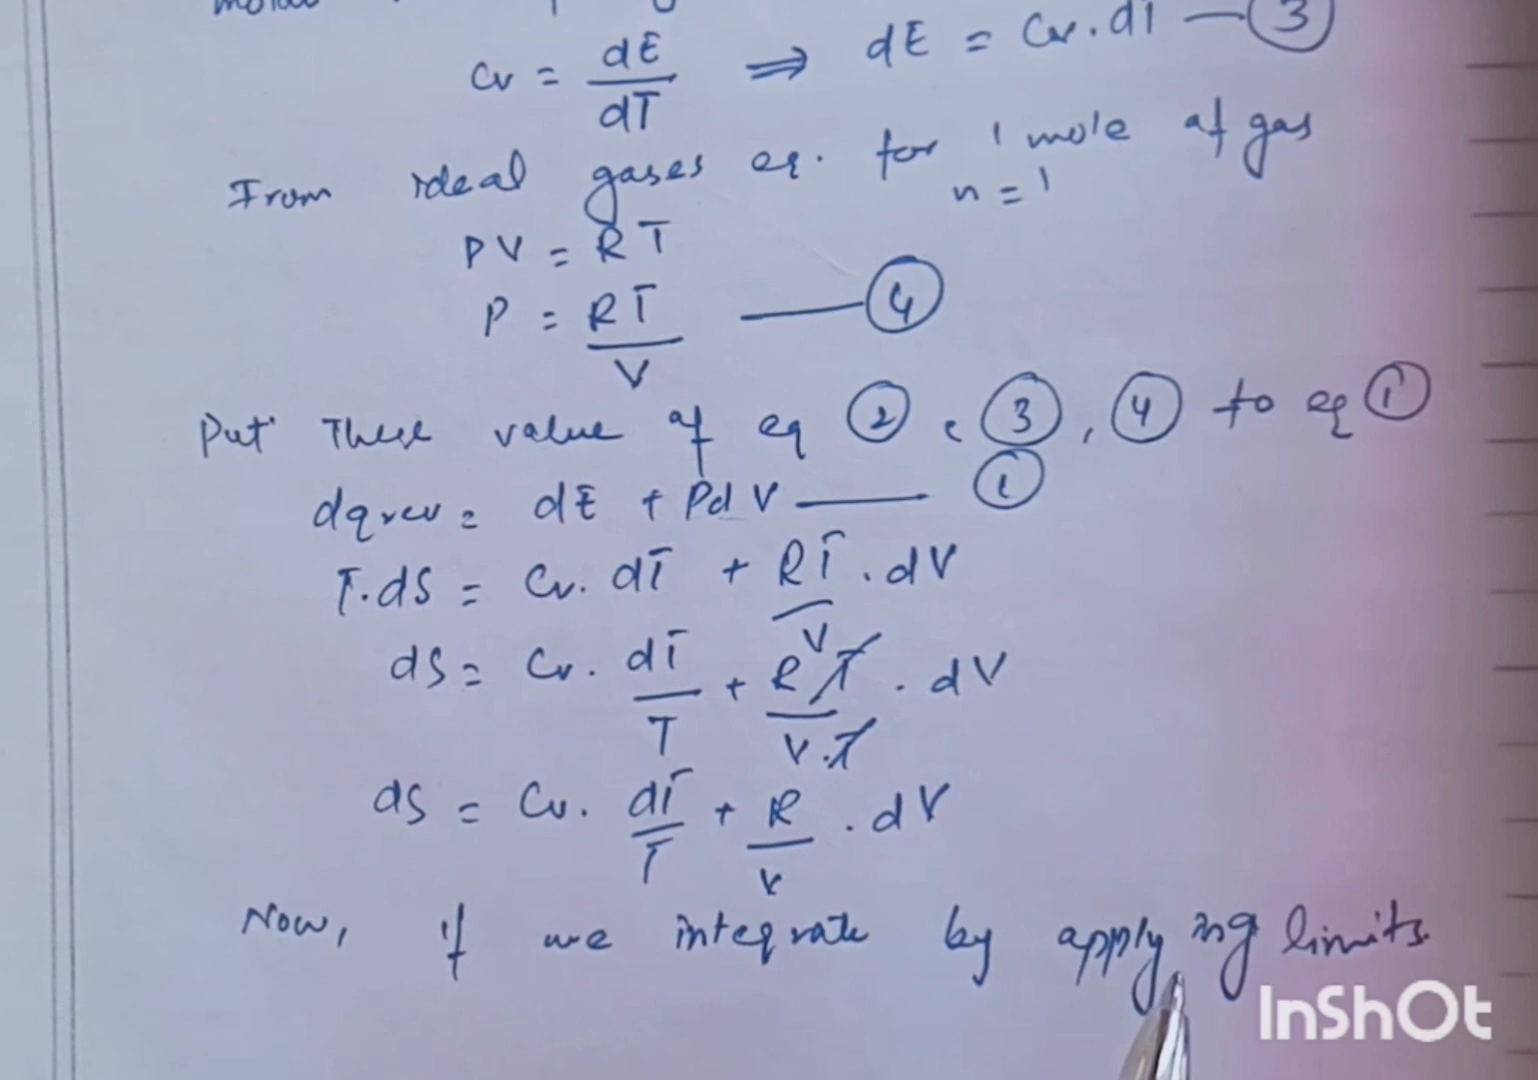 Cv = dE/dT ⟹ dE = Cv.dT — (3)
From ideal gases eq. for 1 mole of gas
n = 1
PV = RT
P = RT/V — (4)
Put These value of eq (2), (3), (4) to eq (1)
dqrev = dE + PdV — (1)
T.dS = Cv. dT + RT/V . dV
dS = Cv. dT/T + RT/V.T . dV
dS = Cv. dT/T + R/V . dV
Now, if we integrate by applying limits.
InShOt